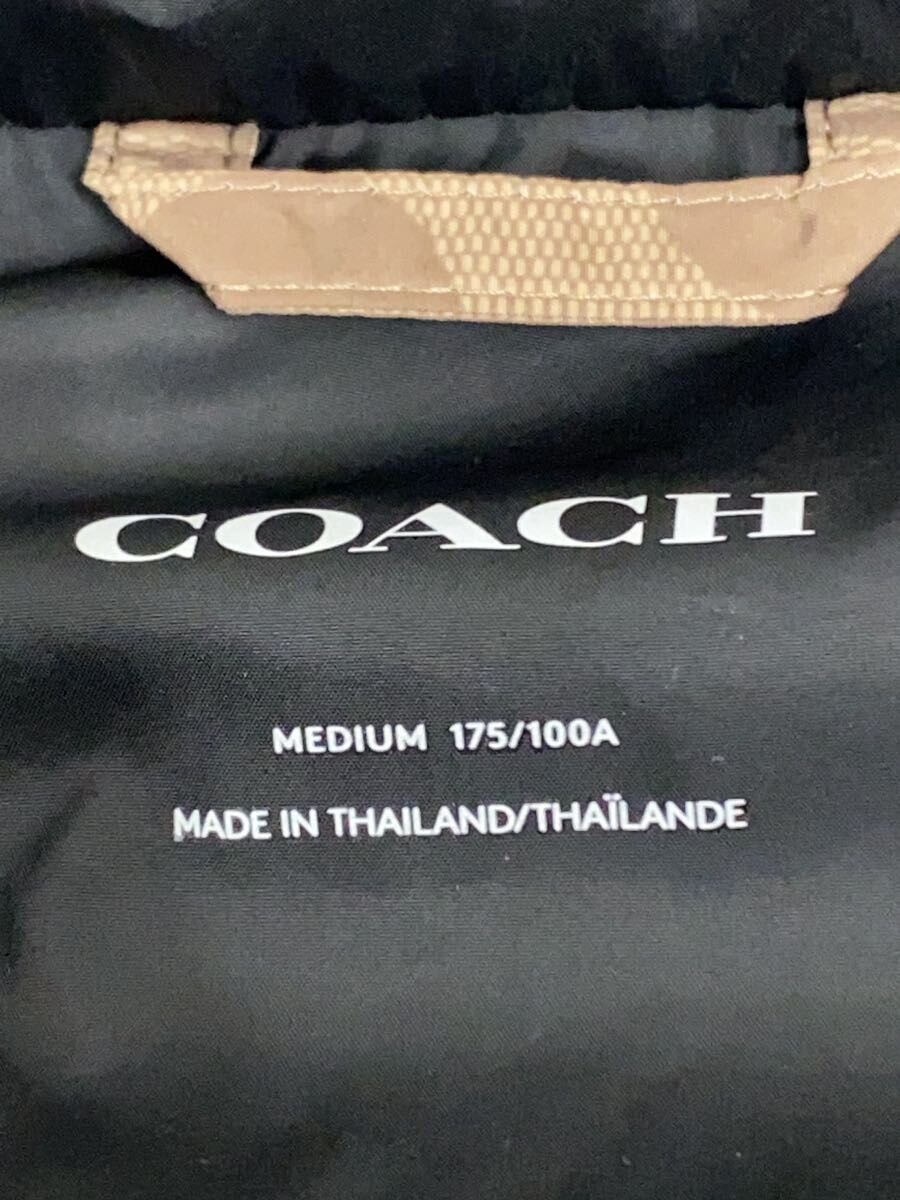 COACH
MEDIUM 175/100A
MADE IN THAILAND/THAÏLANDE